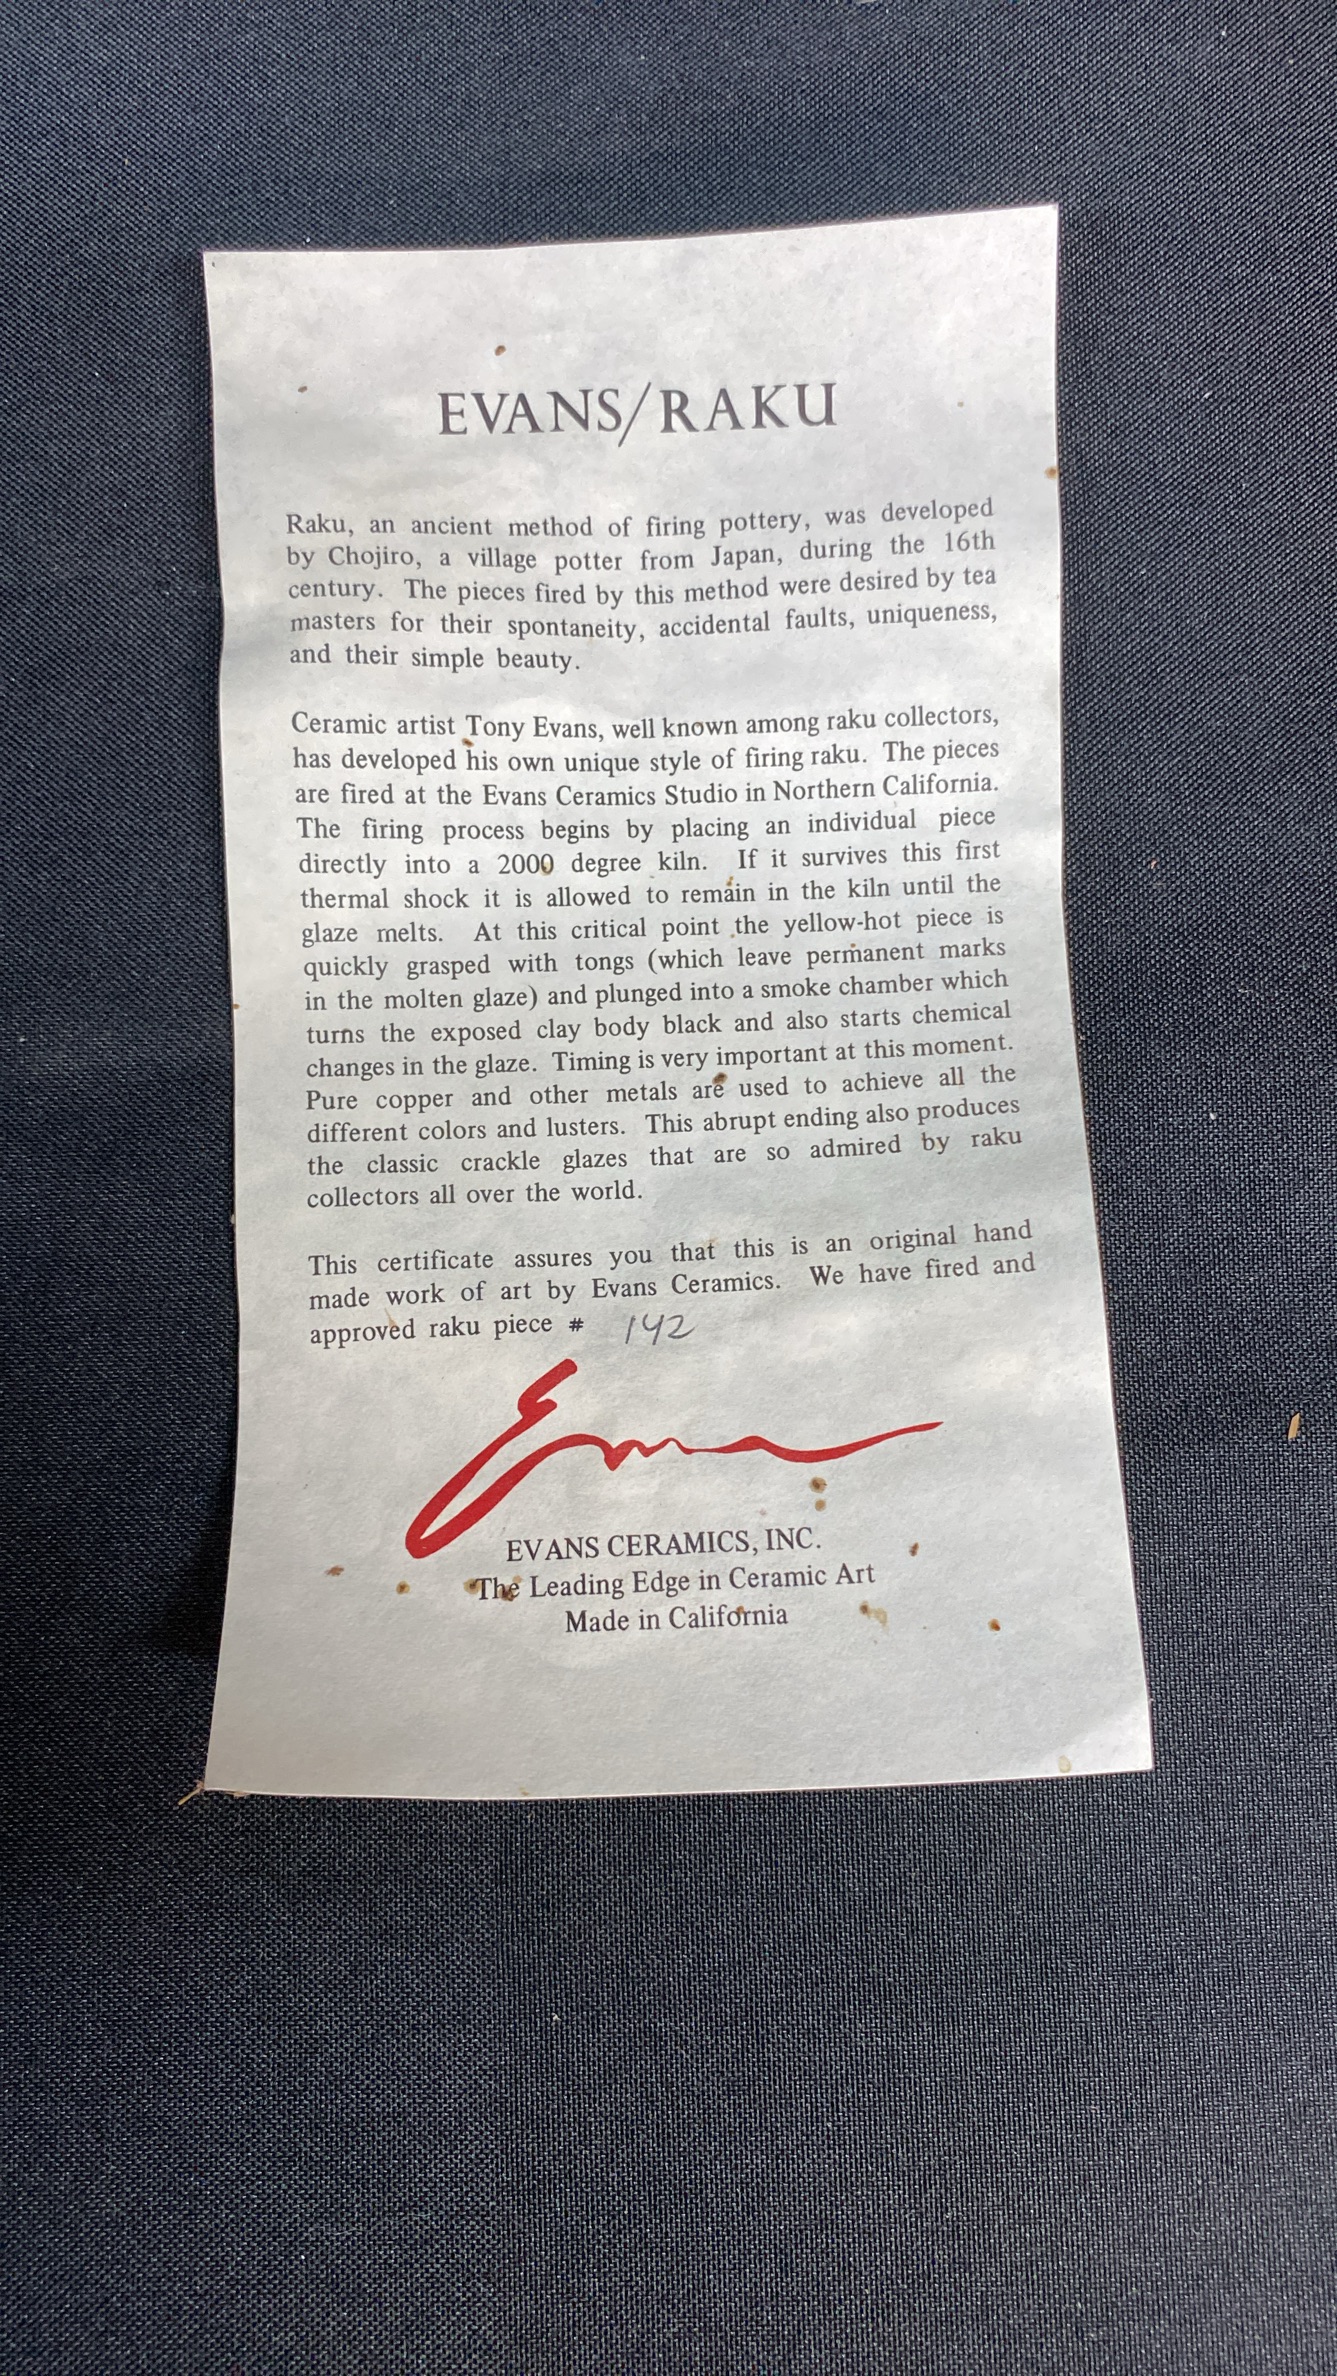 EVANS/RAKU
Raku, an ancient method of firing pottery, was developed
by Chojiro, a village potter from Japan, during the 16th
century. The pieces fired by this method were desired by tea
masters for their spontaneity, accidental faults, uniqueness,
and their simple beauty.
Ceramic artist Tony Evans, well known among raku collectors,
has developed his own unique style of firing raku. The pieces
are fired at the Evans Ceramics Studio in Northern California.
The firing process begins by placing an individual piece
directly into a 2000 degree kiln. If it survives this first
thermal shock it is allowed to remain in the kiln until the
glaze melts. At this critical point the yellow-hot piece is
quickly grasped with tongs (which leave permanent marks
in the molten glaze) and plunged into a smoke chamber which
turns the exposed clay body black and also starts chemical
changes in the glaze. Timing is very important at this moment.
Pure copper and other metals are used to achieve all the
different colors and lusters. This abrupt ending also produces
the classic crackle glazes that are so admired by raku
collectors all over the world.
This certificate assures you that this is an original hand
made work of art by Evans Ceramics. We have fired and
approved raku piece # 142
Evans
EVANS CERAMICS, INC.
The Leading Edge in Ceramic Art
Made in California